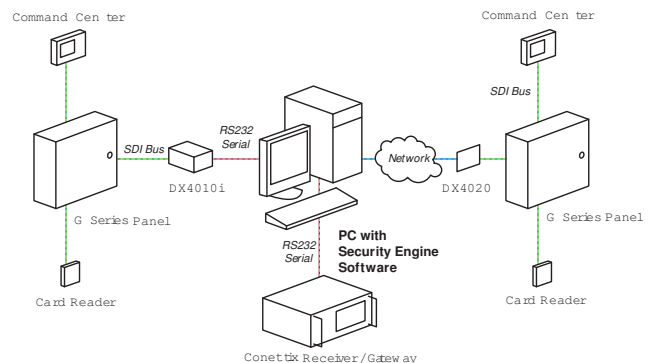 Command Center
Command Center
SDI Bus
RS232
Serial
SDI Bus
Network
DX4010i
DX4020
G Series Panel
G Series Panel
RS232
Serial
PC with
Security Engine
Software
Card Reader
Card Reader
Conettix Receiver/Gateway